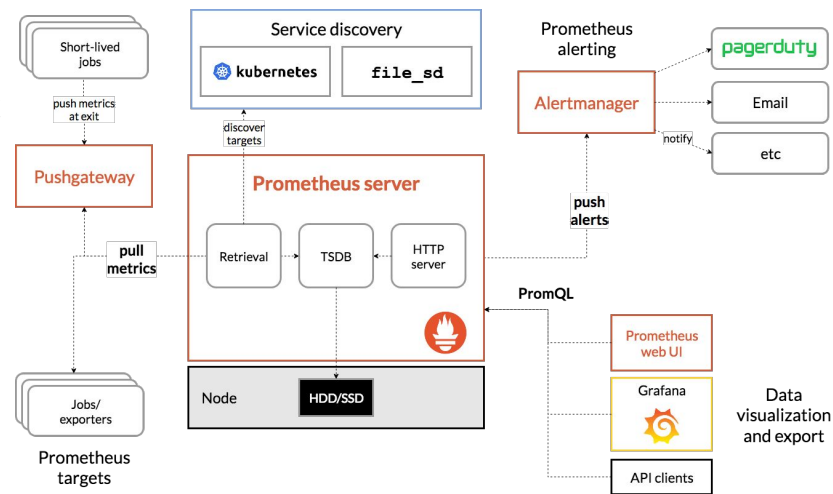 Short-lived
jobs
push metrics
at exit
Pushgateway
pull
metrics
Jobs/
exporters
Prometheus
targets
Service discovery
kubernetes
file_sd
discover
targets
Prometheus server
Retrieval
TSDB
HTTP
server
Node
HDD/SSD
Prometheus
alerting
Alertmanager
push
alerts
notify
pagerduty
Email
etc
PromQL
Prometheus
web UI
Grafana
API clients
Data
visualization
and export